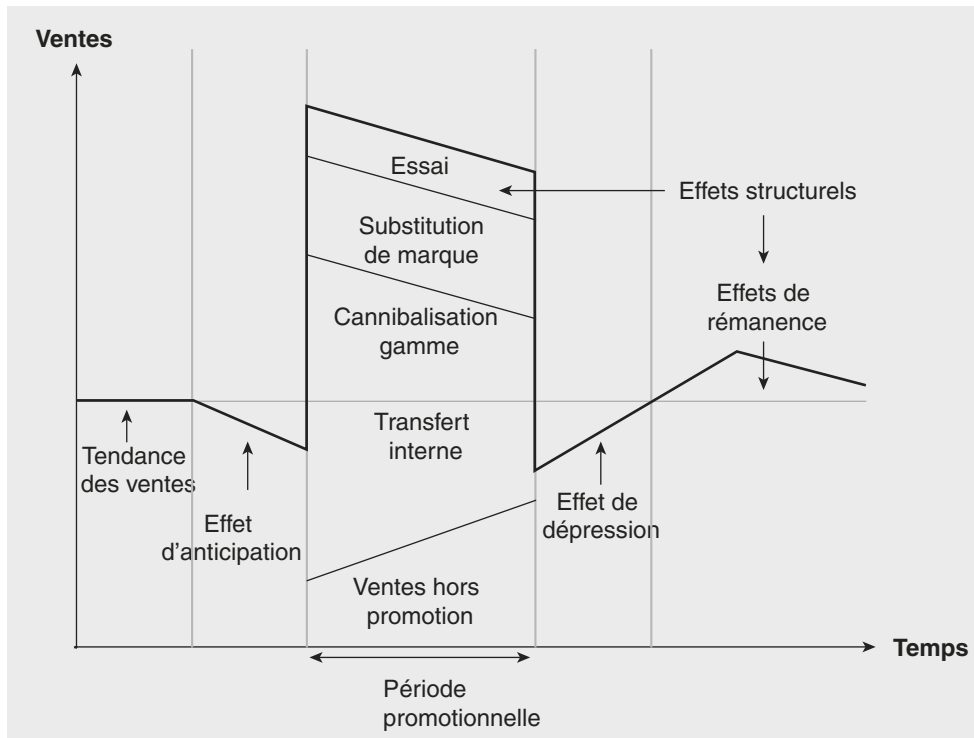 Ventes
Essai
Effets structurels
Substitution
de marque
Effets de
rémanence
Cannibalisation
gamme
Transfert
interne
Tendance
des ventes
Effet
d'anticipation
Effet de
dépression
Ventes hors
promotion
Temps
Période
promotionnelle